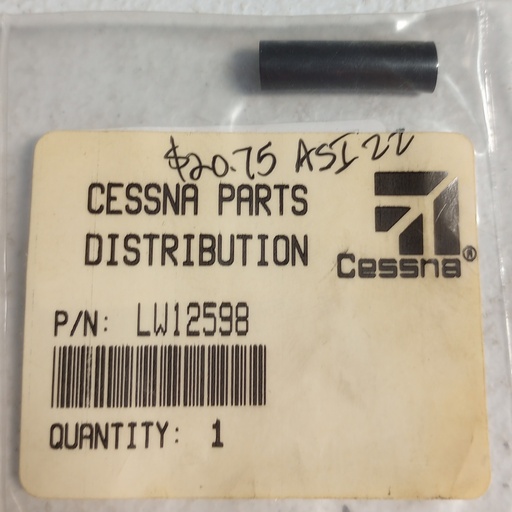 $20.75 ASI 22
CESSNA PARTS
DISTRIBUTION
Cessna®
P/N: LW12598
QUANTITY: 1